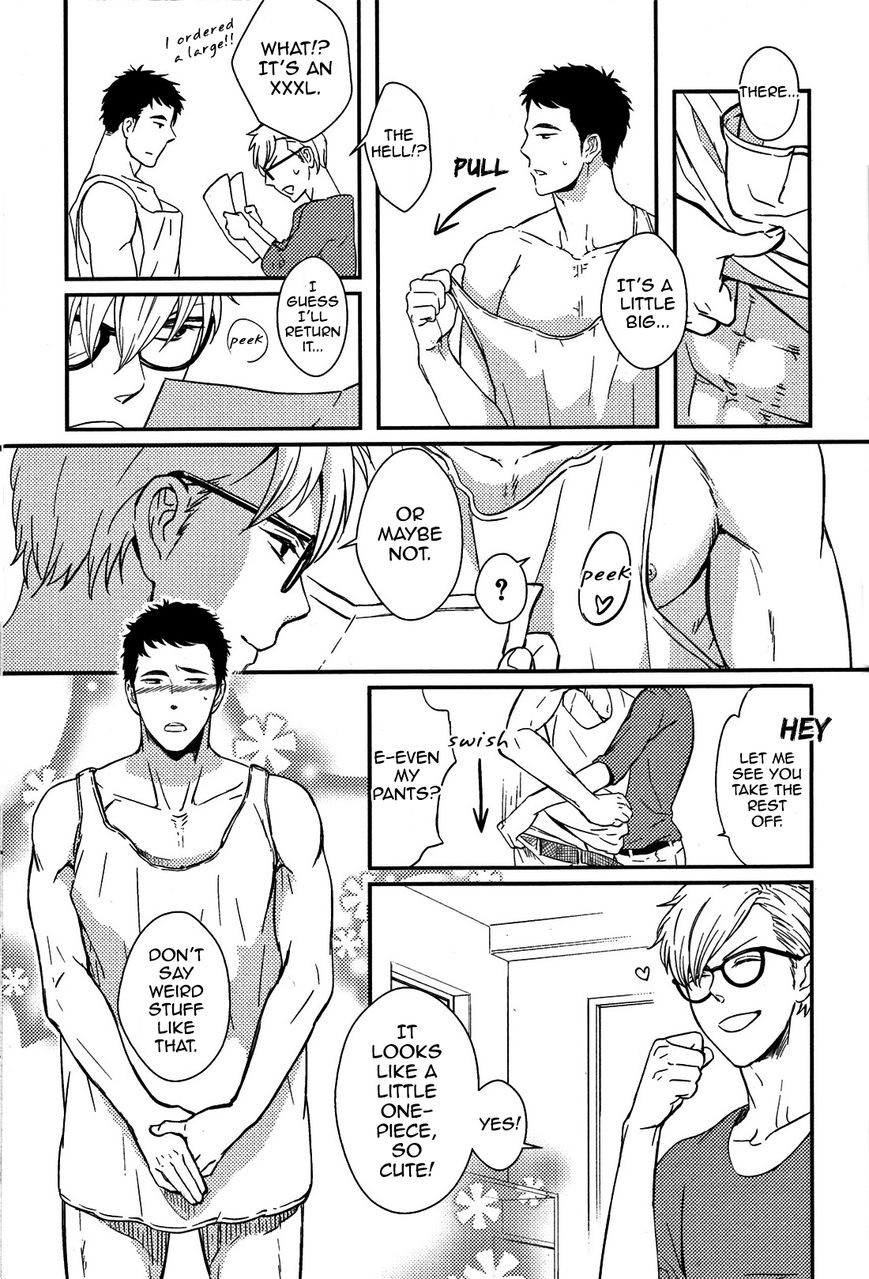 THERE...
THE
HELL!?
PULL
IT'S A
LITTLE
BIG...
WHAT!?
IT'S AN
XXXL.
I ordered
a large!!
I
GUESS
I'LL
RETURN
IT...
peek
peek
?
OR
MAYBE
NOT.
HEY
LET ME
SEE YOU
TAKE THE
REST
OFF.
swish
E-EVEN
MY
PANTS?
YES!
IT
LOOKS
LIKE A
LITTLE
ONE-
PIECE,
SO
CUTE!
DON'T
SAY
WEIRD
STUFF
LIKE
THAT.